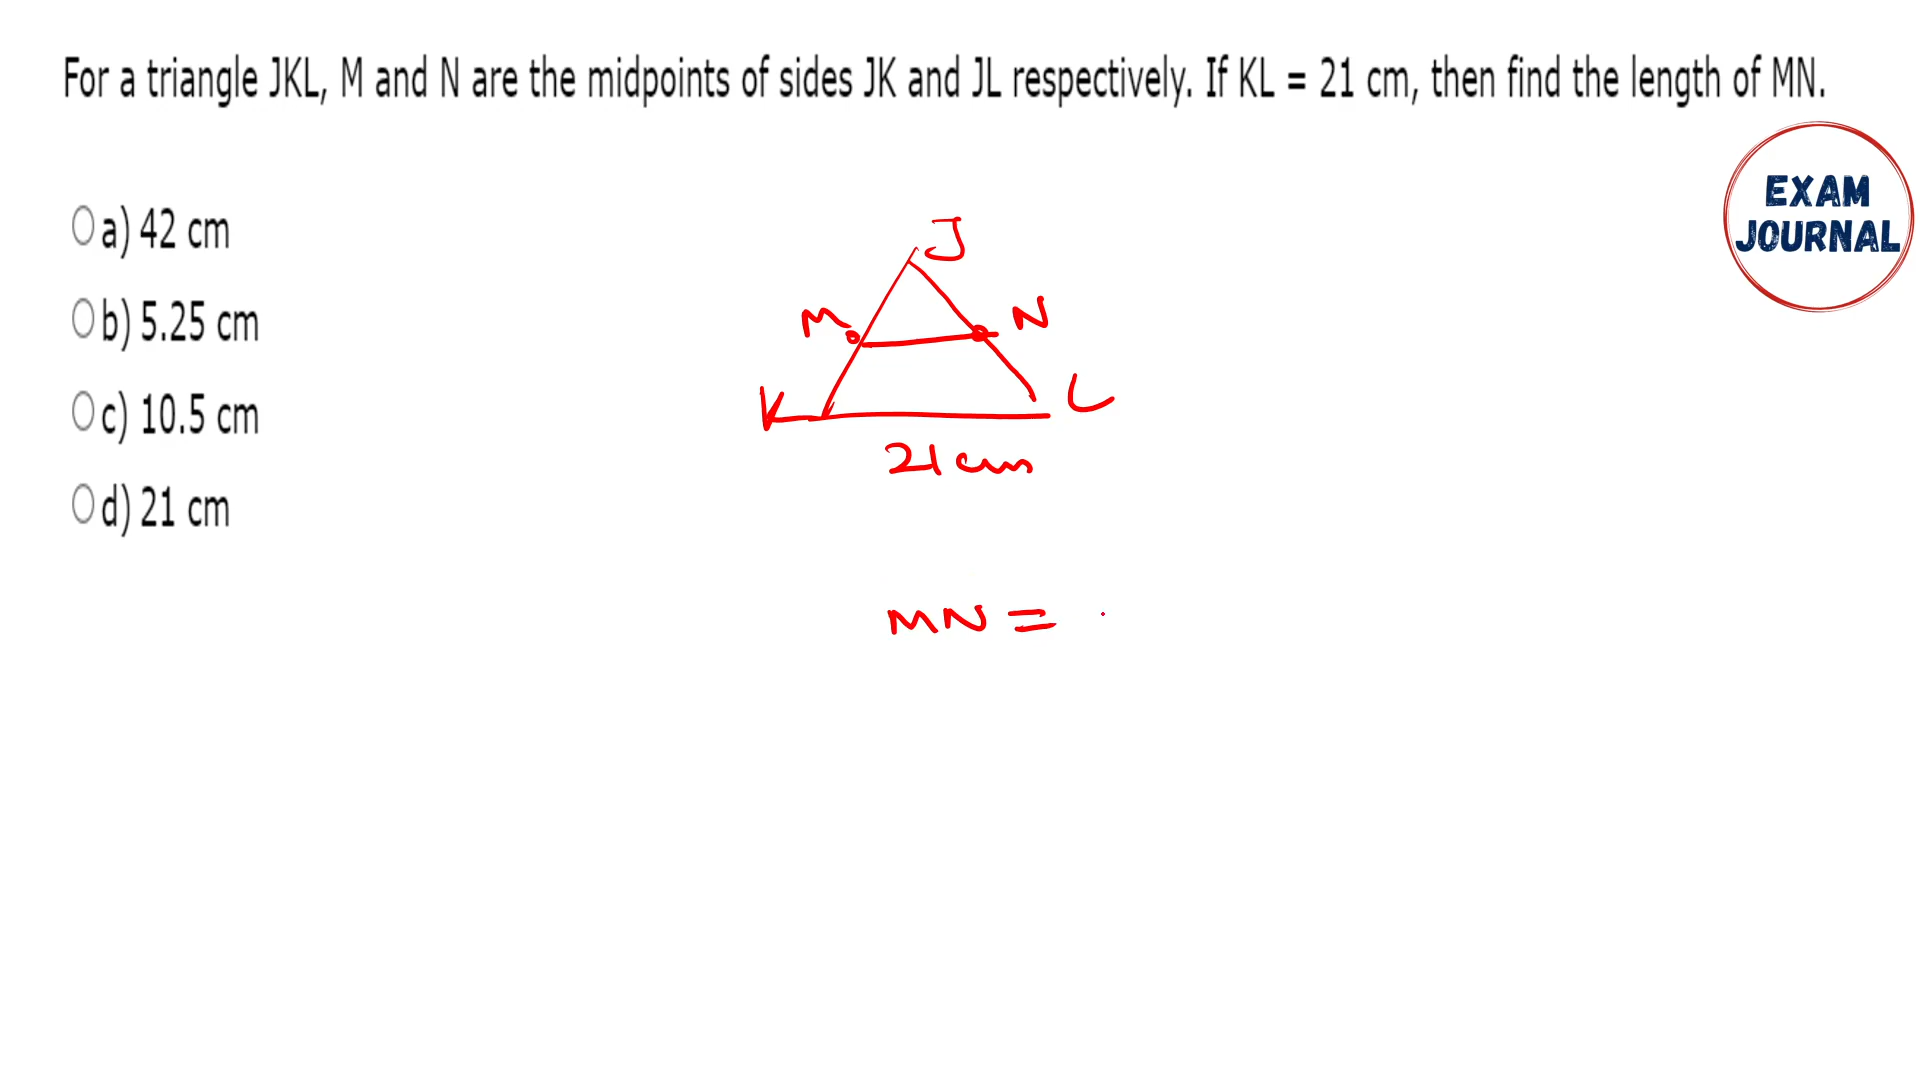 For a triangle JKL, M and N are the midpoints of sides JK and JL respectively. If KL = 21 cm, then find the length of MN.
EXAM
JOURNAL
a) 42 cm
b) 5.25 cm
c) 10.5 cm
d) 21 cm
J
M
N
K
L
21 cm
MN =